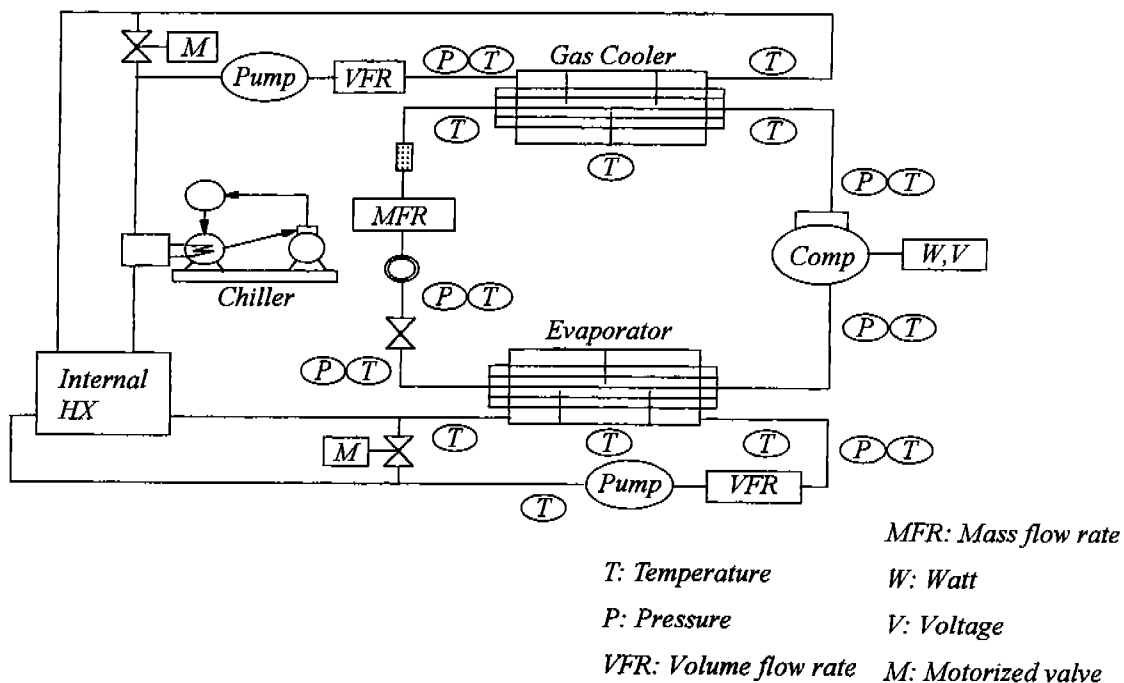 M
Pump
VFR
P T
Gas Cooler
T
T
T
T
P T
MFR
Comp
W,V
Chiller
P T
P T
Evaporator
P T
Internal
HX
M
T
T
T
P T
Pump
VFR
T
MFR: Mass flow rate
T: Temperature
W: Watt
P: Pressure
V: Voltage
VFR: Volume flow rate
M: Motorized valve